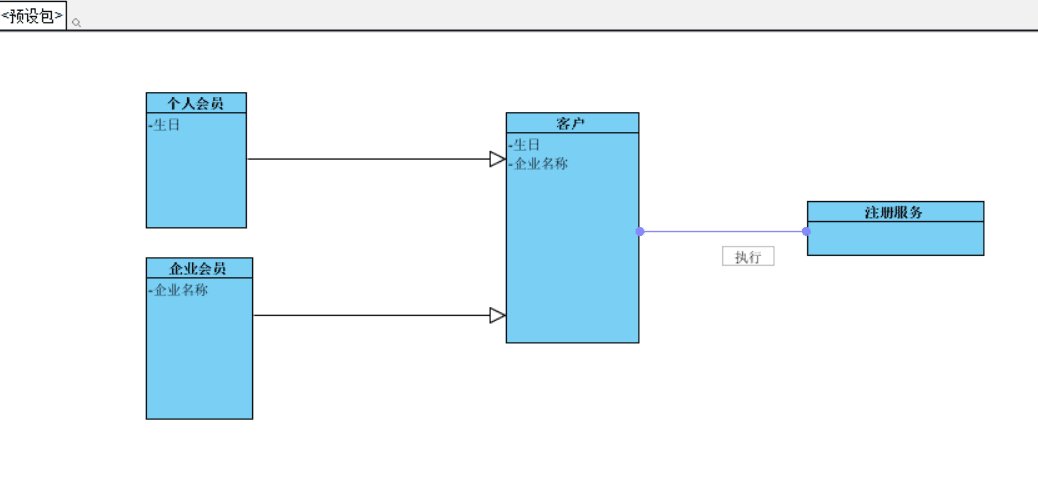 <预设包>
个人会员
-生日
客户
-生日
-企业名称
注册服务
执行
企业会员
-企业名称